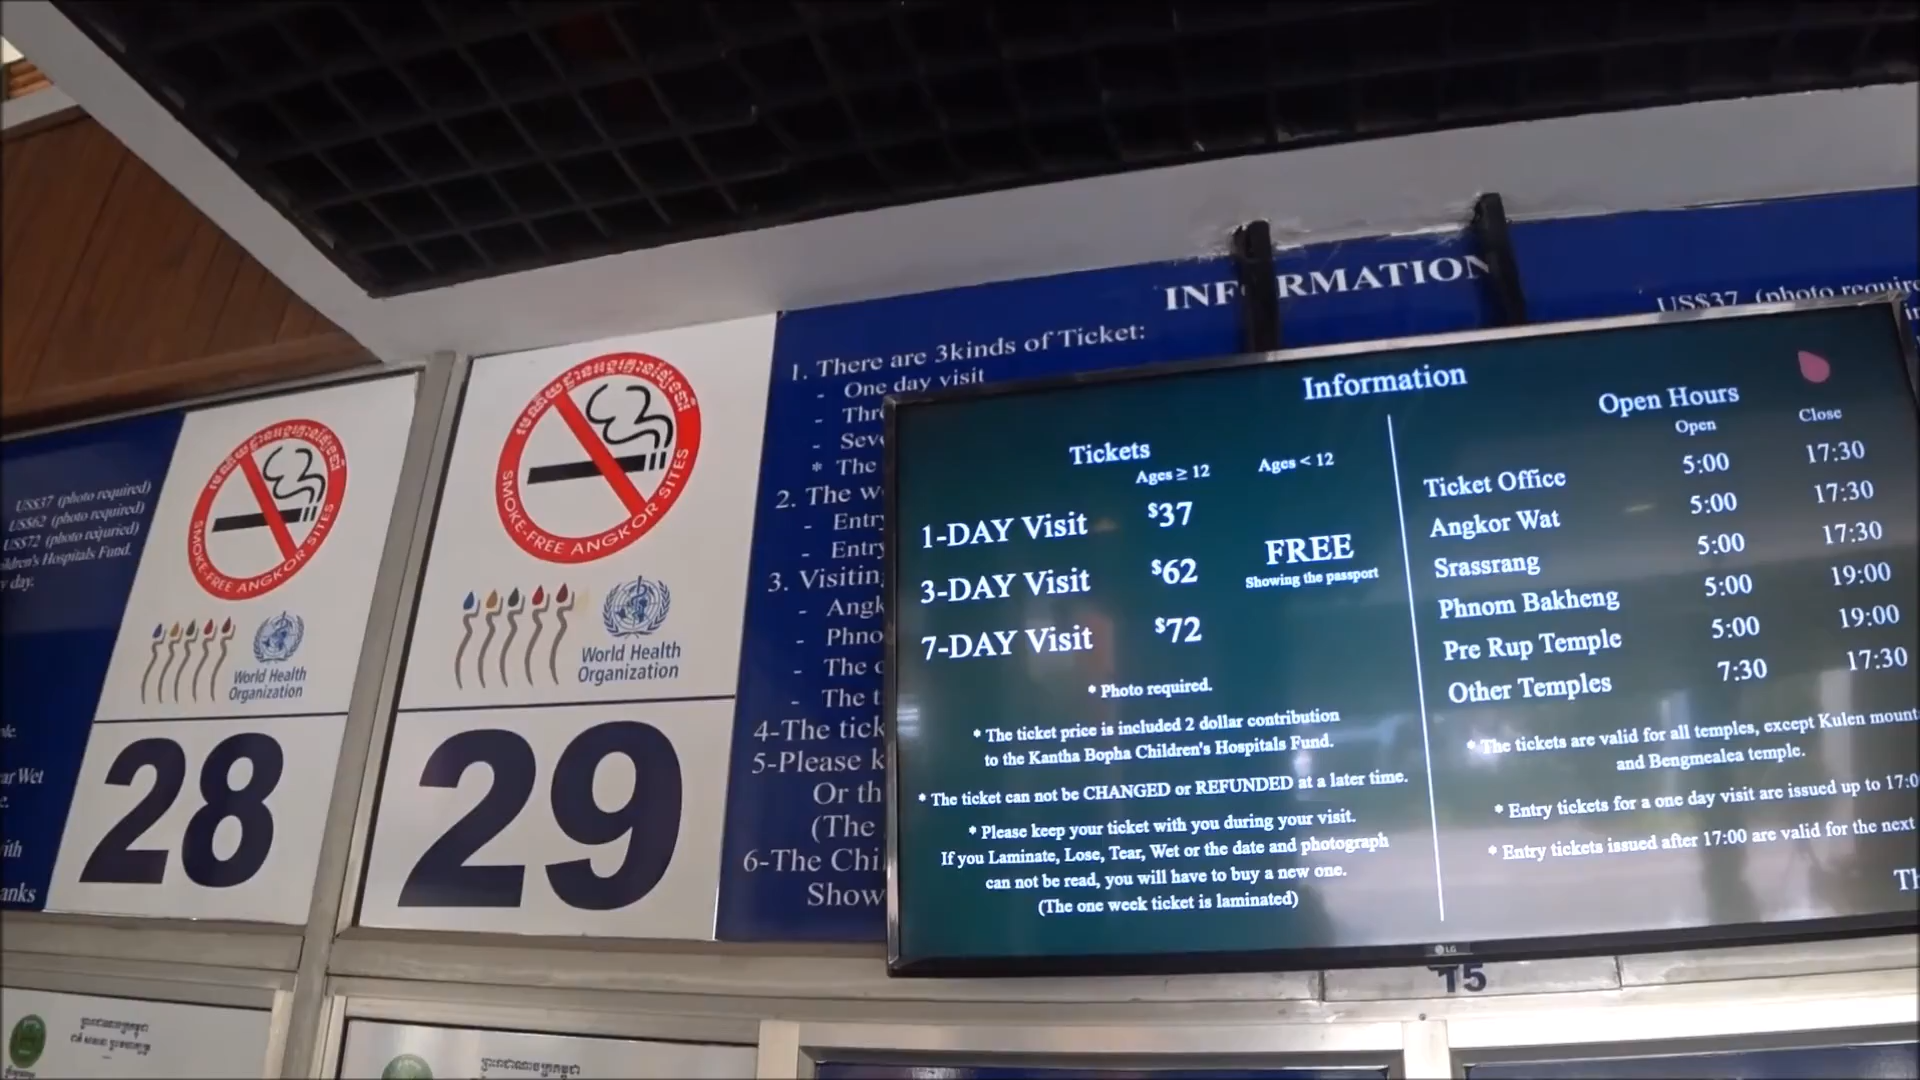 US$37 (photo required)
US$62 (photo required)
US$72 (photo required)
Hospitals Fund.
day.
Wet
anks
SMOKE-FREE ANGKOR SITES
World Health
Organization
28
SMOKE-FREE ANGKOR SITES
World Health
Organization
29
INFORMATION
1. There are 3kinds of Ticket:
- One day visit
*  The
2. The
- Entry
- Entry
3.
- The
- The
4-The tick
5-Please k
Or th
(The
6-The Chi
Show
US$37 (photo require
Information
Tickets
Ages ≥ 12
Ages < 12
1-DAY Visit
$37
3-DAY Visit
$62
7-DAY Visit
$72
FREE
Showing the passport
* Photo required.
* The ticket price is included 2 dollar contribution
to the Kantha Bopha Children's Hospitals Fund.
* The ticket can not be CHANGED or REFUNDED at a later time.
* Please keep your ticket with you during your visit.
If you Laminate, Lose, Tear, Wet or the date and photograph
can not be read, you will have to buy a new one.
(The one week ticket is laminated)
Open Hours
Open
Close
Ticket Office
5:00
17:30
Angkor Wat
5:00
17:30
Srassrang
5:00
17:30
Phnom Bakheng
5:00
19:00
Pre Rup Temple
5:00
19:00
Other Temples
7:30
17:30
* The tickets are valid for all temples, except Kulen mount
and Bengmealea temple.
* Entry tickets for a one day visit are issued up to 17:0
* Entry tickets issued after 17:00 are valid for the next
Th
LG
15